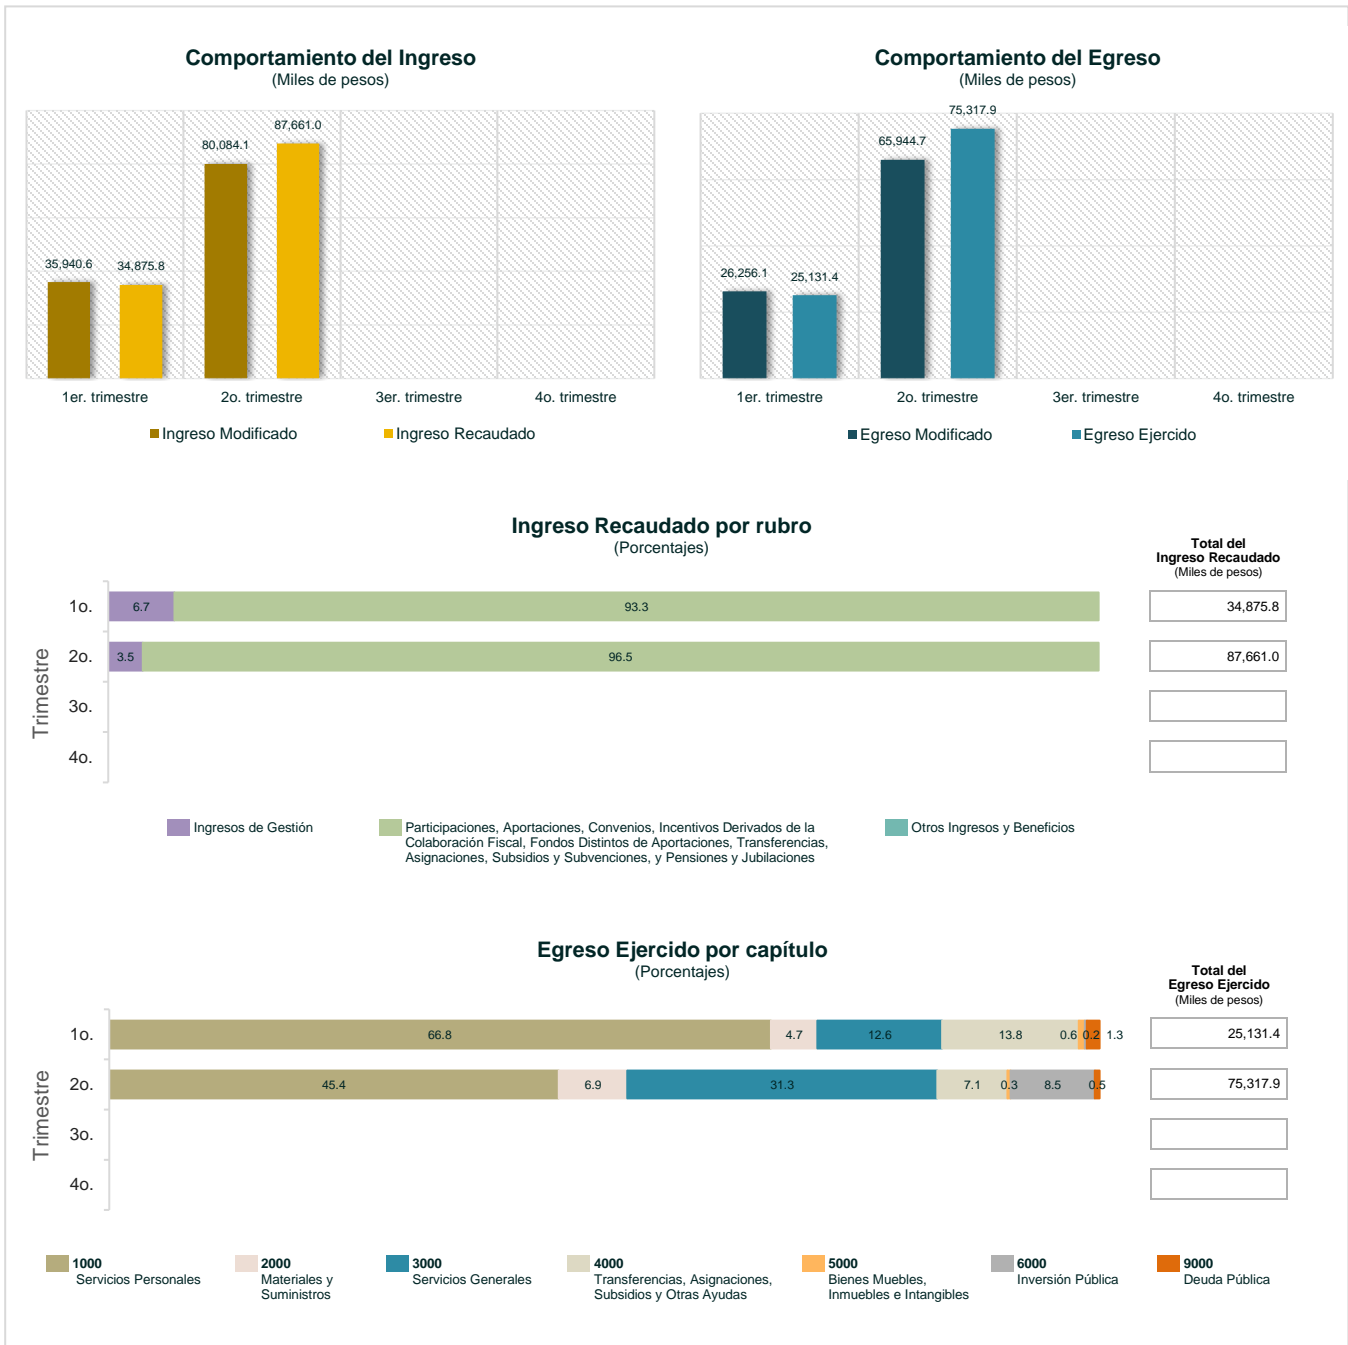 Comportamiento del Ingreso
(Miles de pesos)
87,661.0
80,084.1
35,940.6
34,875.8
1er. trimestre
2o. trimestre
3er. trimestre
4o. trimestre
Ingreso Modificado
Ingreso Recaudado
Comportamiento del Egreso
(Miles de pesos)
75,317.9
65,944.7
26,256.1
25,131.4
1er. trimestre
2o. trimestre
3er. trimestre
4o. trimestre
Egreso Modificado
Egreso Ejercido
Ingreso Recaudado por rubro
(Porcentajes)
Total del
Ingreso Recaudado
(Miles de pesos)
Trimestre
1o.
6.7
93.3
34,875.8
2o.
3.5
96.5
87,661.0
3o.
4o.
Ingresos de Gestión
Participaciones, Aportaciones, Convenios, Incentivos Derivados de la
Colaboración Fiscal, Fondos Distintos de Aportaciones, Transferencias,
Asignaciones, Subsidios y Subvenciones, y Pensiones y Jubilaciones
Otros Ingresos y Beneficios
Egreso Ejercido por capítulo
(Porcentajes)
Total del
Egreso Ejercido
(Miles de pesos)
Trimestre
1o.
66.8
4.7
12.6
13.8
0.6
0.2
1.3
25,131.4
2o.
45.4
6.9
31.3
7.1
0.3
8.5
0.5
75,317.9
3o.
4o.
1000
Servicios Personales
2000
Materiales y
Suministros
3000
Servicios Generales
4000
Transferencias, Asignaciones,
Subsidios y Otras Ayudas
5000
Bienes Muebles,
Inmuebles e Intangibles
6000
Inversión Pública
9000
Deuda Pública